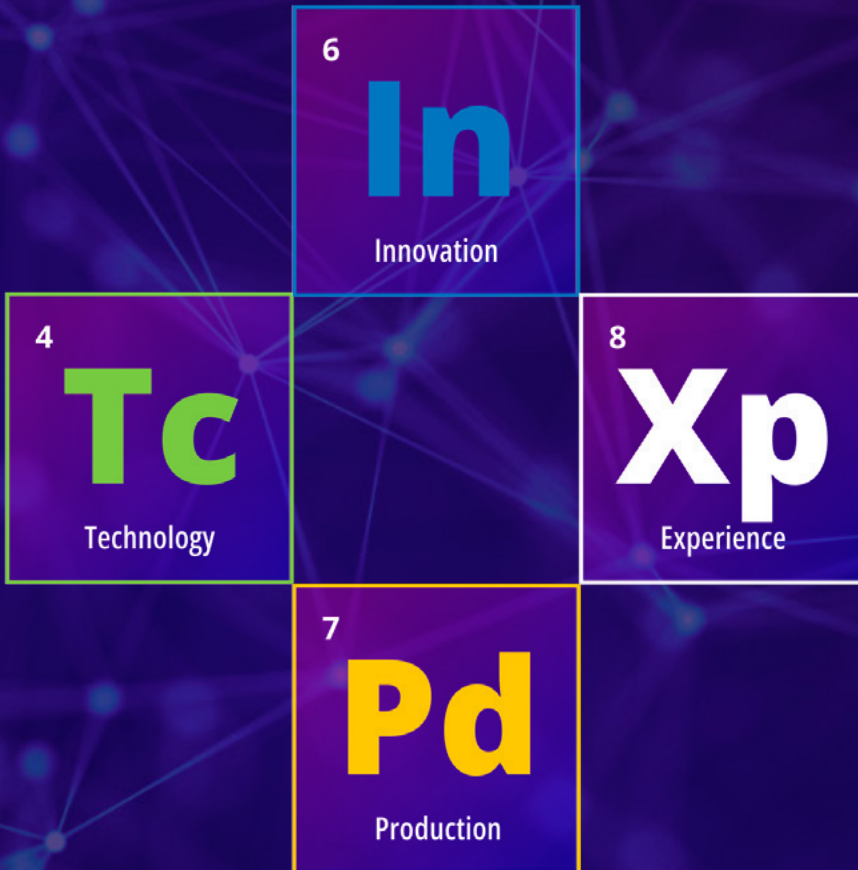 6
In
Innovation
4
Tc
Technology
8
Xp
Experience
7
Pd
Production